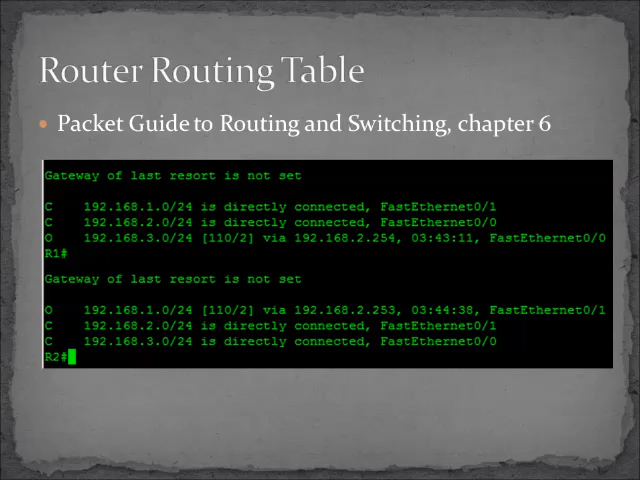 Router Routing Table
• Packet Guide to Routing and Switching, chapter 6
Gateway of last resort is not set
C 192.168.1.0/24 is directly connected, FastEthernet0/1
C 192.168.2.0/24 is directly connected, FastEthernet0/0
O 192.168.3.0/24 [110/2] via 192.168.2.254, 03:43:11, FastEthernet0/0
R1#
Gateway of last resort is not set
O 192.168.1.0/24 [110/2] via 192.168.2.253, 03:44:38, FastEthernet0/1
C 192.168.2.0/24 is directly connected, FastEthernet0/1
C 192.168.3.0/24 is directly connected, FastEthernet0/0
R2#